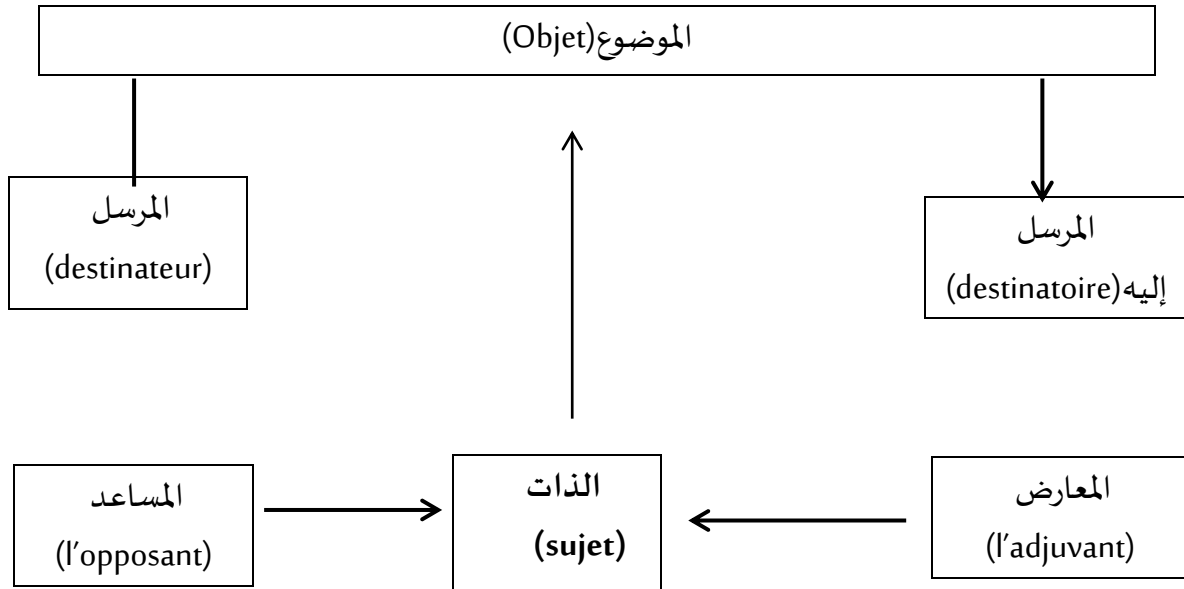 الموضوع(Objet)
المرسل
(destinateur)
المرسل
إليه(destinatoire)
المساعد
(l'opposant)
الذات
(sujet)
المعارض
(l'adjuvant)